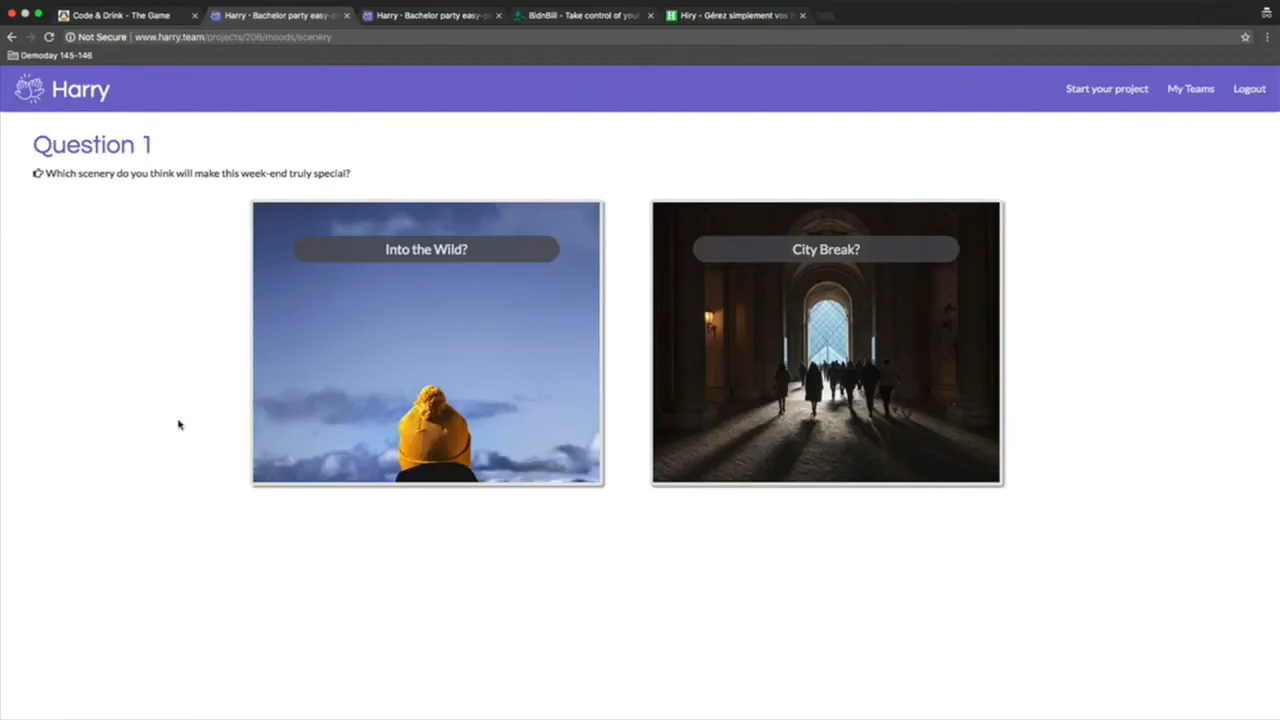 Code & Drink - The Game
Harry - Bachelor party easy-
Harry - Bachelor party easy-p
BidnBill - Take control of your
Hiry - Gérez simplement vos
Not Secure
www.harry.team/projects/206/moods/scenery
Demoday 145-146
Harry
Start your project
My Teams
Logout
Question 1
Which scenery do you think will make this week-end truly special?
Into the Wild?
City Break?